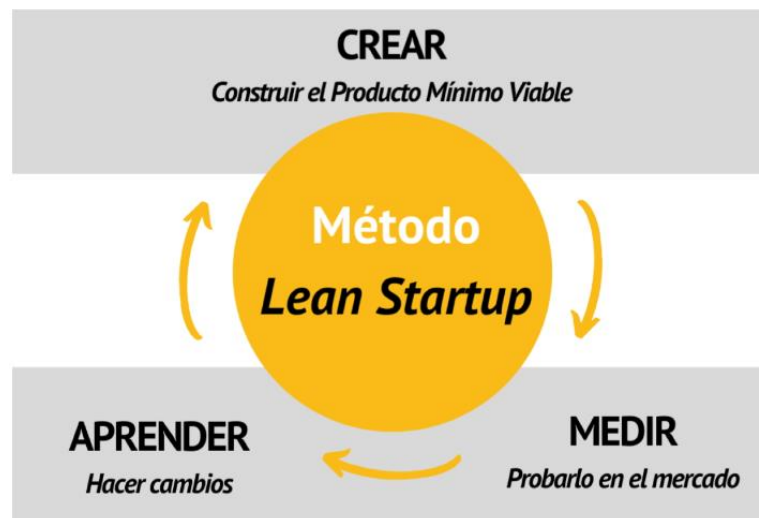 CREAR
Construir el Producto Mínimo Viable
Método
Lean Startup
APRENDER
Hacer cambios
MEDIR
Probarlo en el mercado